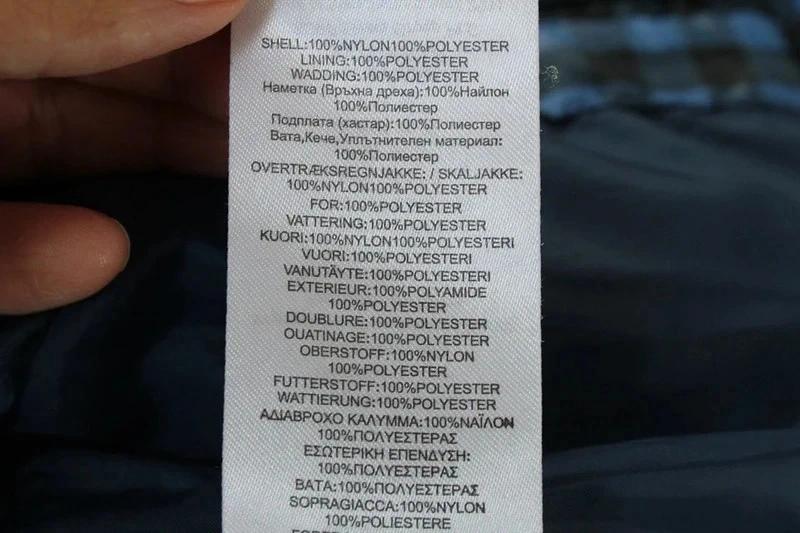 SHELL:100%NYLON100%POLYESTER
LINING:100%POLYESTER
WADDING:100%POLYESTER
Наметка (Връхна дреха):100%Найлон
100%Полиестер
Подплата (хастар):100%Полиестер
Вата,Кече,Уплътнителен материал:
100%Полиестер
OVERTRÆKSREGNJAKKE: / SKALJAKKE:
100%NYLON100%POLYESTER
FOR:100%POLYESTER
VATTERING:100%POLYESTER
KUORI:100%NYLON100%POLYESTERI
VUORI:100%POLYESTERI
VANUTÄYTE:100%POLYESTERI
EXTERIEUR:100%POLYAMIDE
100%POLYESTER
DOUBLURE:100%POLYESTER
OUATINAGE:100%POLYESTER
OBERSTOFF:100%NYLON
100%POLYESTER
FUTTERSTOFF:100%POLYESTER
WATTIERUNG:100%POLYESTER
ΑΔΙΑΒΡΟΧΟ ΚΑΛΥΜΜΑ:100%ΝΑΪΛΟΝ
100%ΠΟΛΥΕΣΤΕΡΑΣ
ΕΣΩΤΕΡΙΚΗ ΕΠΕΝΔΥΣΗ:
100%ΠΟΛΥΕΣΤΕΡΑΣ
ΒΑΤΑ:100%ΠΟΛΥΕΣΤΕΡΑΣ
SOPRAGIACCA:100%NYLON
100%POLIESTERE